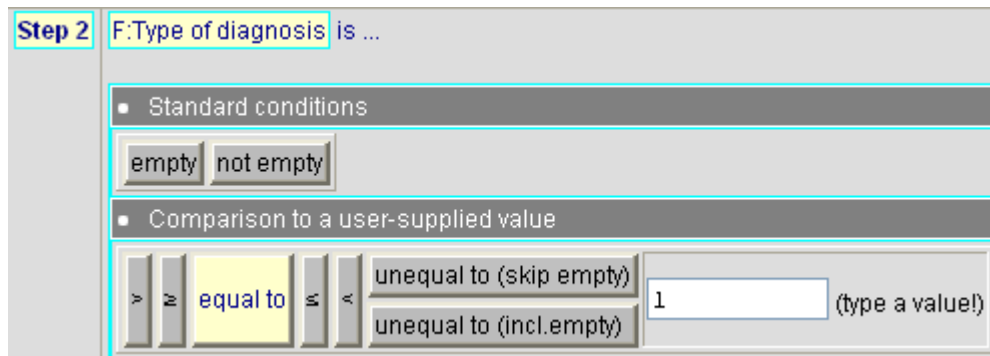 Step 2 F:Type of diagnosis is ...
Standard conditions
empty not empty
Comparison to a user-supplied value
> ≥ equal to ≤ < unequal to (skip empty) 1 (type a value!)
unequal to (incl.empty)